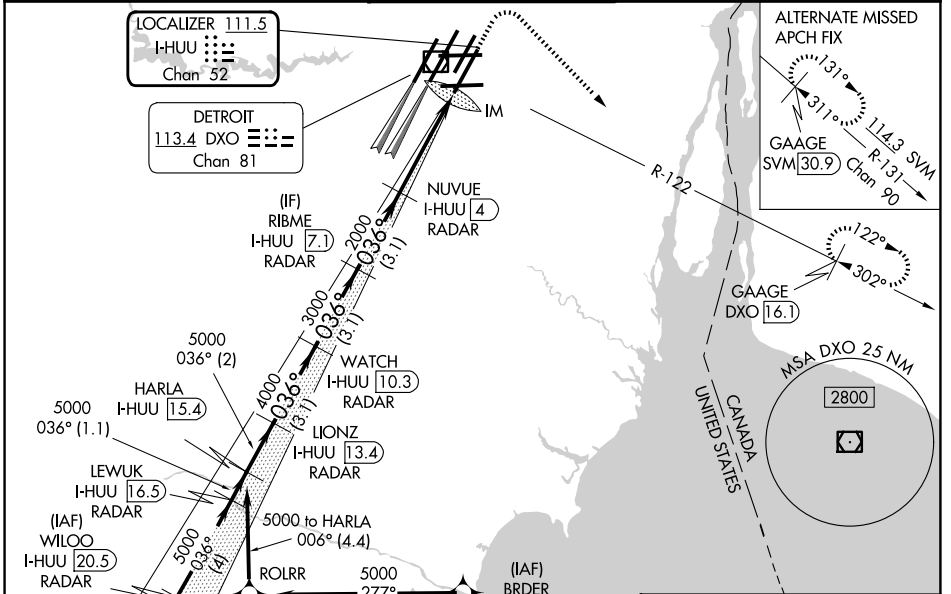 LOCALIZER 111.5
I-HUU
Chan 52
DETROIT
113.4 DXO
Chan 81
IM
ALTERNATE MISSED
APCH FIX
131°
311°
114.3 SVM
R-131
Chan 90
GAAGE
SVM 30.9
R-122
122°
302°
GAAGE
DXO 16.1
NUVUE
I-HUU 4
RADAR
(IF)
RIBME
I-HUU 7.1
RADAR
2000
036°
(3.1)
3000
036°
(3.1)
WATCH
I-HUU 10.3
RADAR
4000
036°
(3.1)
LIONZ
I-HUU 13.4
RADAR
5000
036° (2)
HARLA
I-HUU 15.4
5000
036° (1.1)
LEWUK
I-HUU 16.5
RADAR
(IAF)
WILOO
I-HUU 20.5
RADAR
5000
036°
(4)
5000 to HARLA
006° (4.4)
ROLRR
5000
277°
(IAF)
BRDER
CANADA
UNITED STATES
MSA DXO 25 NM
2800